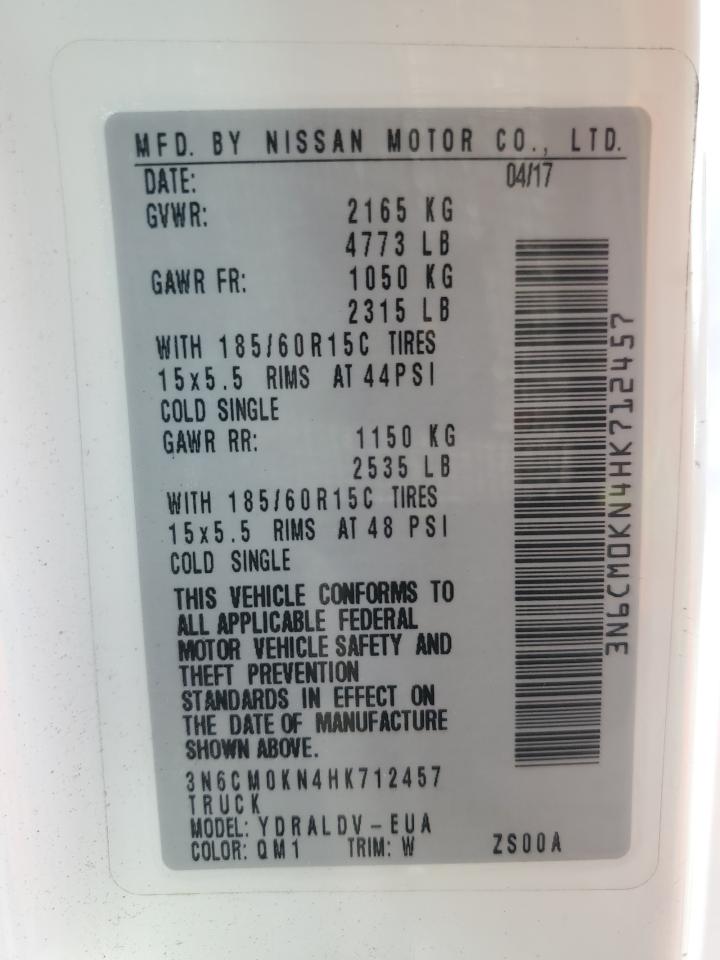 MFD. BY NISSAN MOTOR CO., LTD.
DATE: 04/17
GVWR: 2165 KG
4773 LB
GAWR FR: 1050 KG
2315 LB
WITH 185/60R15C TIRES
15x5.5 RIMS AT 44PSI
COLD SINGLE
GAWR RR: 1150 KG
2535 LB
WITH 185/60R15C TIRES
15x5.5 RIMS AT 48 PSI
COLD SINGLE
THIS VEHICLE CONFORMS TO
ALL APPLICABLE FEDERAL
MOTOR VEHICLE SAFETY AND
THEFT PREVENTION
STANDARDS IN EFFECT ON
THE DATE OF MANUFACTURE
SHOWN ABOVE.
3N6CM0KN4HK712457
TRUCK
MODEL: YDRALDV-EUA
COLOR: QM1 TRIM: W ZS00A
3N6CM0KN4HK712457